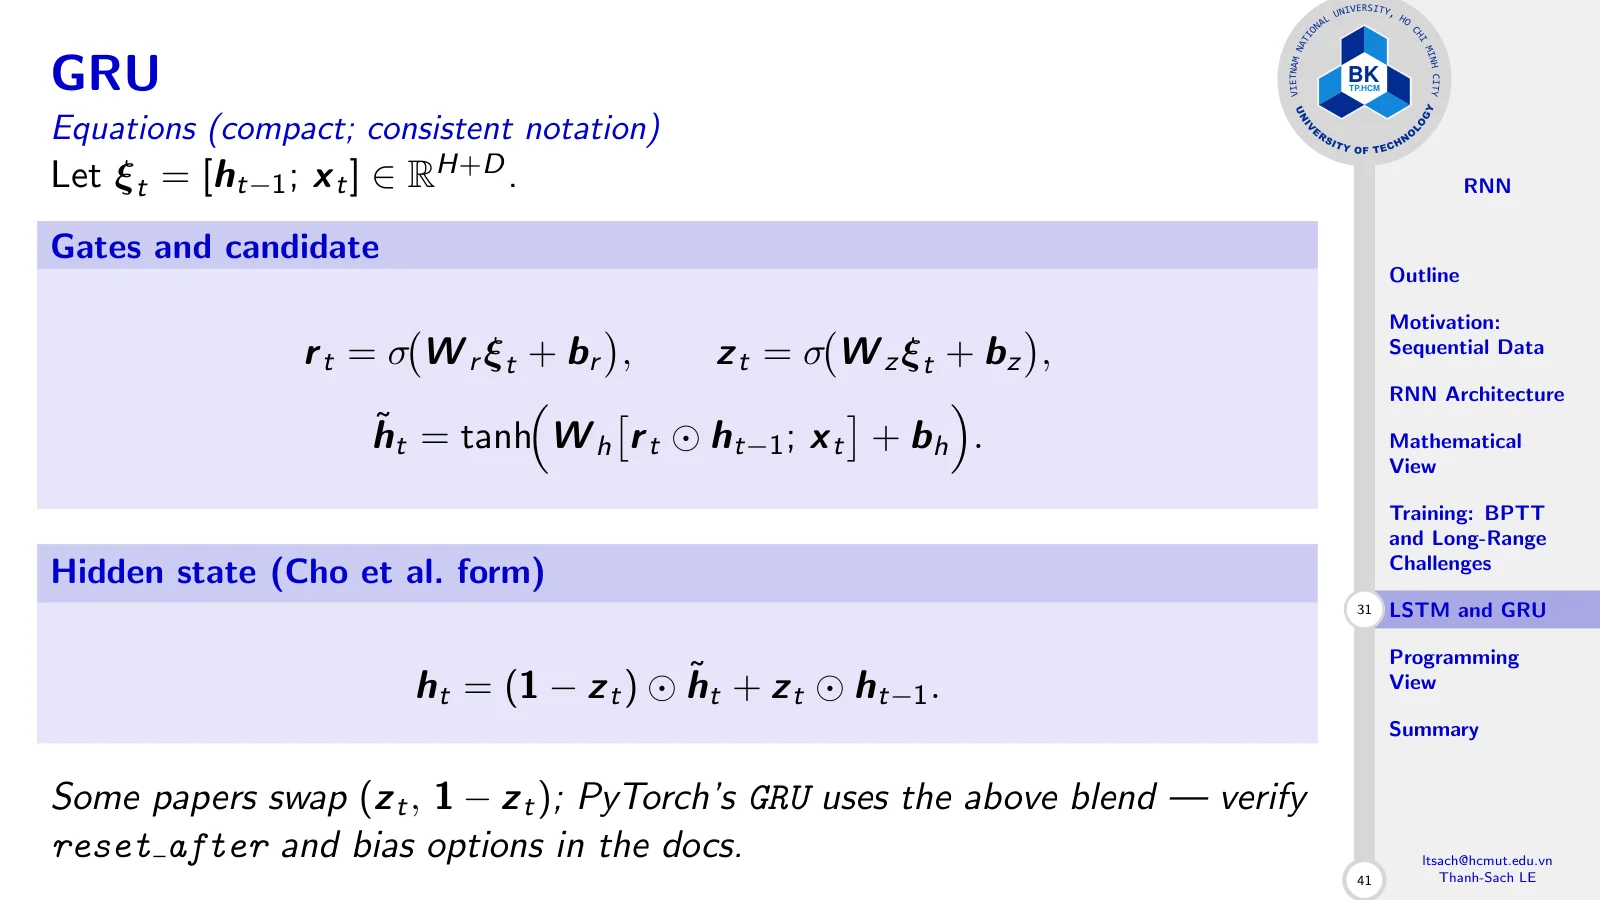 GRU
Equations (compact; consistent notation)
Let ξ_t = [h_{t−1}; x_t] ∈ ℝ^{H+D}.
Gates and candidate
r_t = σ(W_r ξ_t + b_r), z_t = σ(W_z ξ_t + b_z),
h̃_t = tanh(W_h[r_t ⊙ h_{t−1}; x_t] + b_h).
Hidden state (Cho et al. form)
h_t = (1 − z_t) ⊙ h̃_t + z_t ⊙ h_{t−1}.
Some papers swap (z_t, 1 − z_t); PyTorch's GRU uses the above blend — verify
reset_after and bias options in the docs.
VIETNAM NATIONAL UNIVERSITY, HO CHI MINH CITY
BK
TP.HCM
UNIVERSITY OF TECHNOLOGY
RNN
Outline
Motivation:
Sequential Data
RNN Architecture
Mathematical
View
Training: BPTT
and Long-Range
Challenges
31
LSTM and GRU
Programming
View
Summary
41
ltsach@hcmut.edu.vn
Thanh-Sach LE